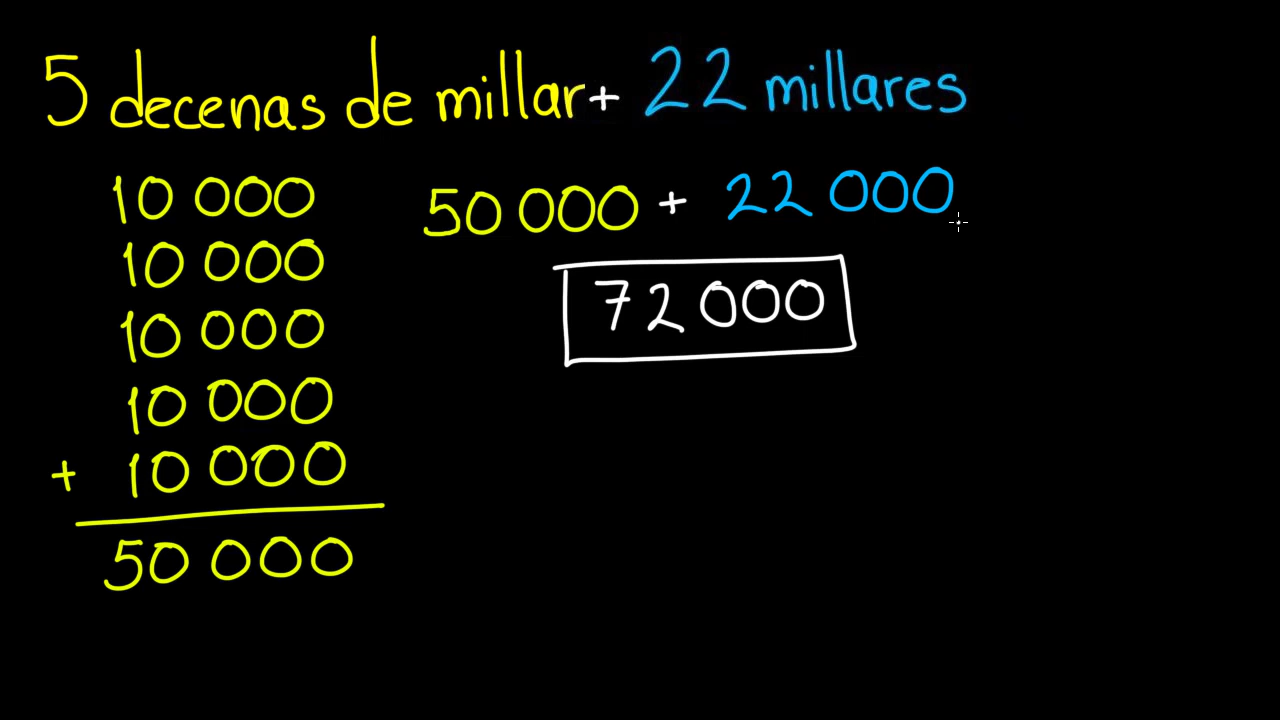 5 decenas de millar + 22 millares
10 000
50 000 + 22 000
10 000
72 000
10 000
10 000
+ 10 000
50 000